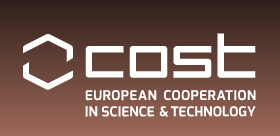 cost
EUROPEAN COOPERATION
IN SCIENCE & TECHNOLOGY